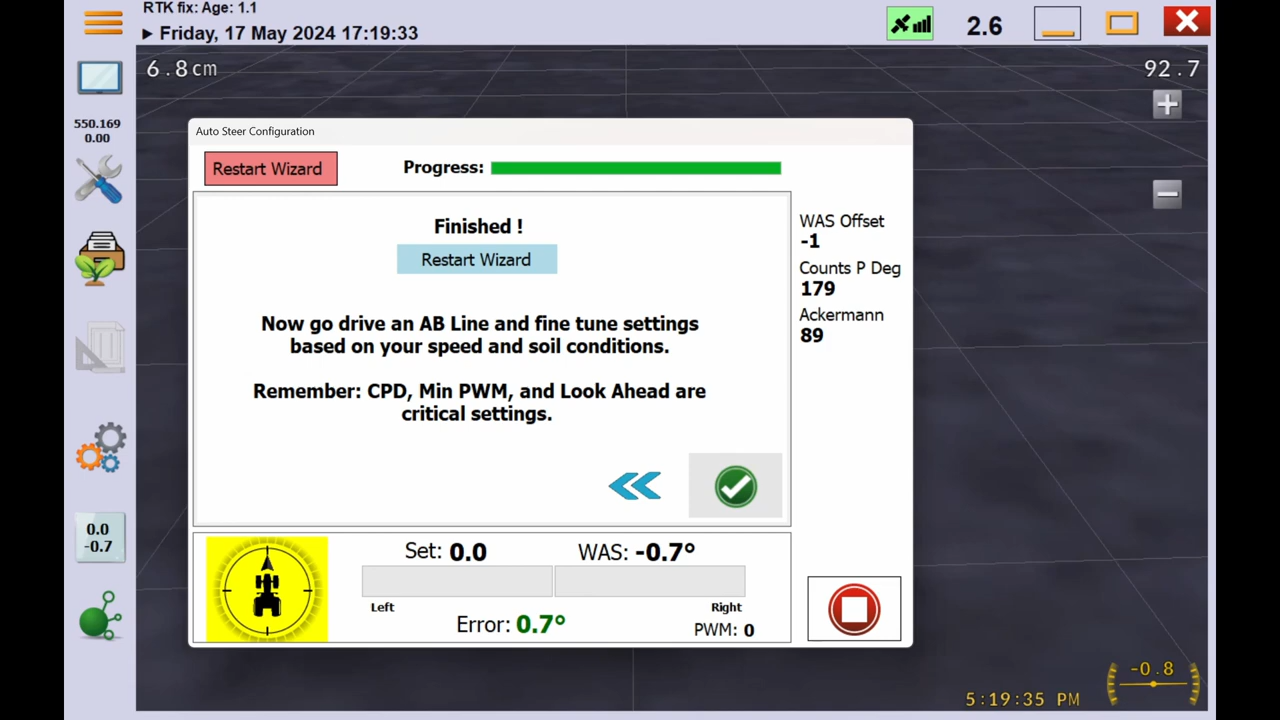 RTK fix: Age: 1.1
Friday, 17 May 2024 17:19:33
2.6
6.8cm
92.7
550.169
0.00
Auto Steer Configuration
Restart Wizard
Progress:
Finished !
Restart Wizard
Now go drive an AB Line and fine tune settings
based on your speed and soil conditions.
Remember: CPD, Min PWM, and Look Ahead are
critical settings.
WAS Offset
-1
Counts P Deg
179
Ackermann
89
0.0
-0.7
Set: 0.0
WAS: -0.7°
Left
Right
Error: 0.7°
PWM: 0
-0.8
5:19:35 PM